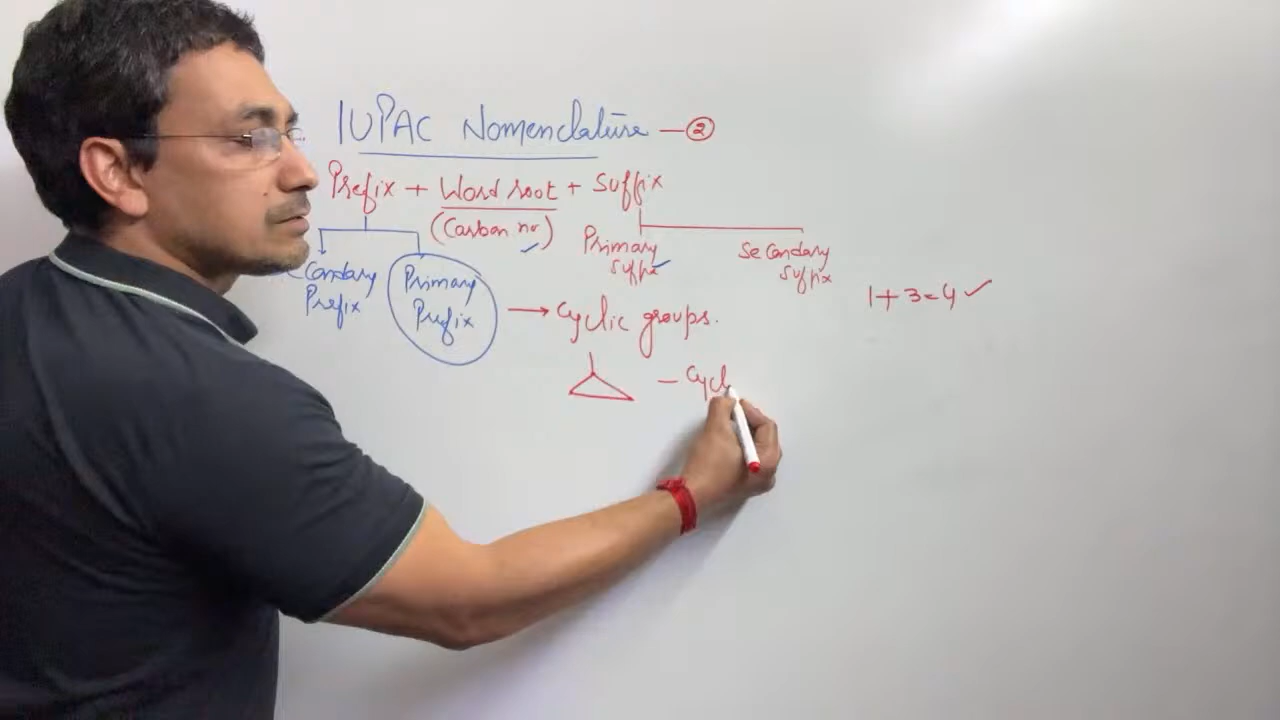 IUPAC Nomenclature — ②
Prefix + Word root + Suffix
(Carbon no)
Primary Suffix
Secondary Suffix
condary Prefix
Primary Prefix
→ Cyclic groups.
1+3=4 ✓
— Cycl